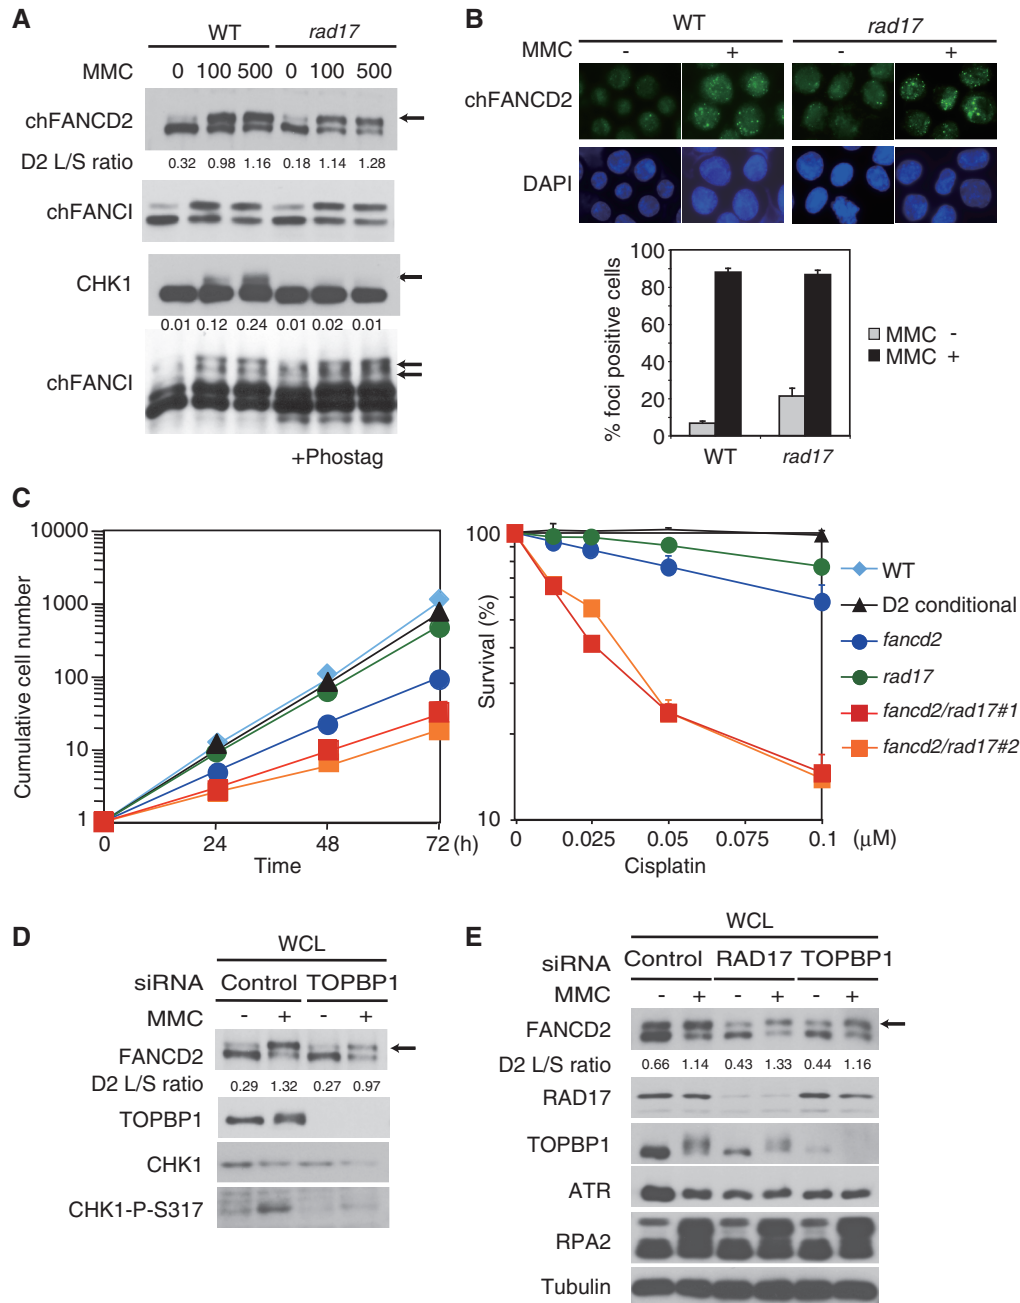 A
WT rad17
MMC 0 100 500 0 100 500
chFANCD2
D2 L/S ratio 0.32 0.98 1.16 0.18 1.14 1.28
chFANCI
CHK1
0.01 0.12 0.24 0.01 0.02 0.01
chFANCI
+Phostag
B
WT rad17
MMC - + - +
chFANCD2
DAPI
% foci positive cells
100
80
60
40
20
0
WT rad17
MMC -
MMC +
C
Cumulative cell number
10000
1000
100
10
1
0 24 48 72 (h)
Time
Survival (%)
100
10
0 0.025 0.05 0.075 0.1 (μM)
Cisplatin
WT
D2 conditional
fancd2
rad17
fancd2/rad17#1
fancd2/rad17#2
D
WCL
siRNA Control TOPBP1
MMC - + - +
FANCD2
D2 L/S ratio 0.29 1.32 0.27 0.97
TOPBP1
CHK1
CHK1-P-S317
E
WCL
siRNA Control RAD17 TOPBP1
MMC - + - + - +
FANCD2
D2 L/S ratio 0.66 1.14 0.43 1.33 0.44 1.16
RAD17
TOPBP1
ATR
RPA2
Tubulin